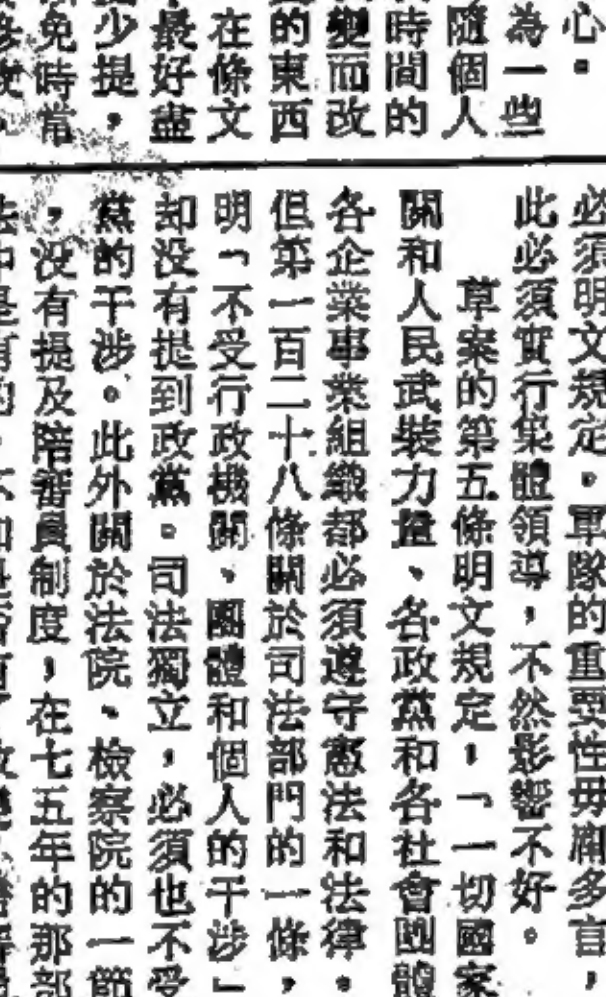 心。
為一些
隨個人
時間的
變而改
的東西
在條文
最好盡
少提，
免時常
必須明文規定。軍隊的重要性毋庸多言，
此必須實行集體領導，不然影響不好。
草案的第五條明文規定，「一切國家
關和人民武裝力量、各政黨和各社會團體
各企業事業組織都必須遵守憲法和法律。
但第一百二十八條關於司法部門的一條，
明「不受行政機關、團體和個人的干涉」
却没有提到政黨。司法獨立，必須也不受
黨的干涉。此外關於法院、檢察院的一節
，没有提及陪審員制度，在七五年的那部